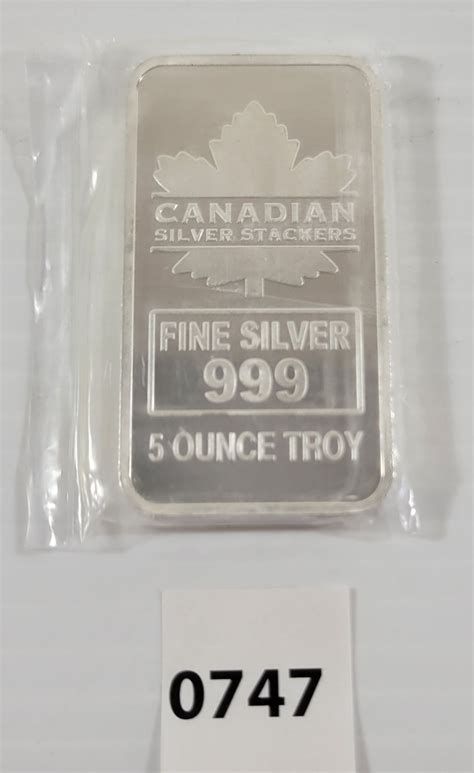 CANADIAN
SILVER STACKERS
FINE SILVER
999
5 OUNCE TROY
0747